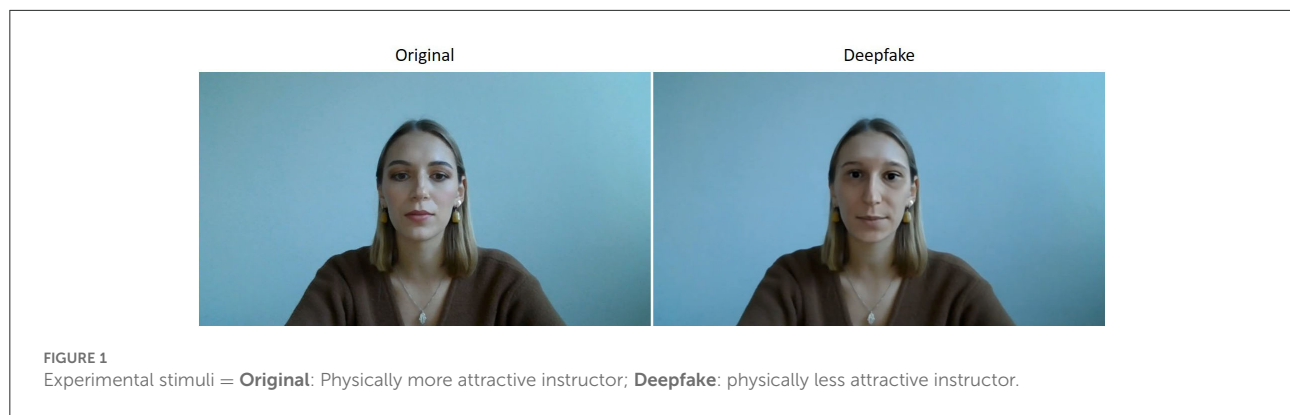 Original
Deepfake
FIGURE 1
Experimental stimuli = Original: Physically more attractive instructor; Deepfake: physically less attractive instructor.